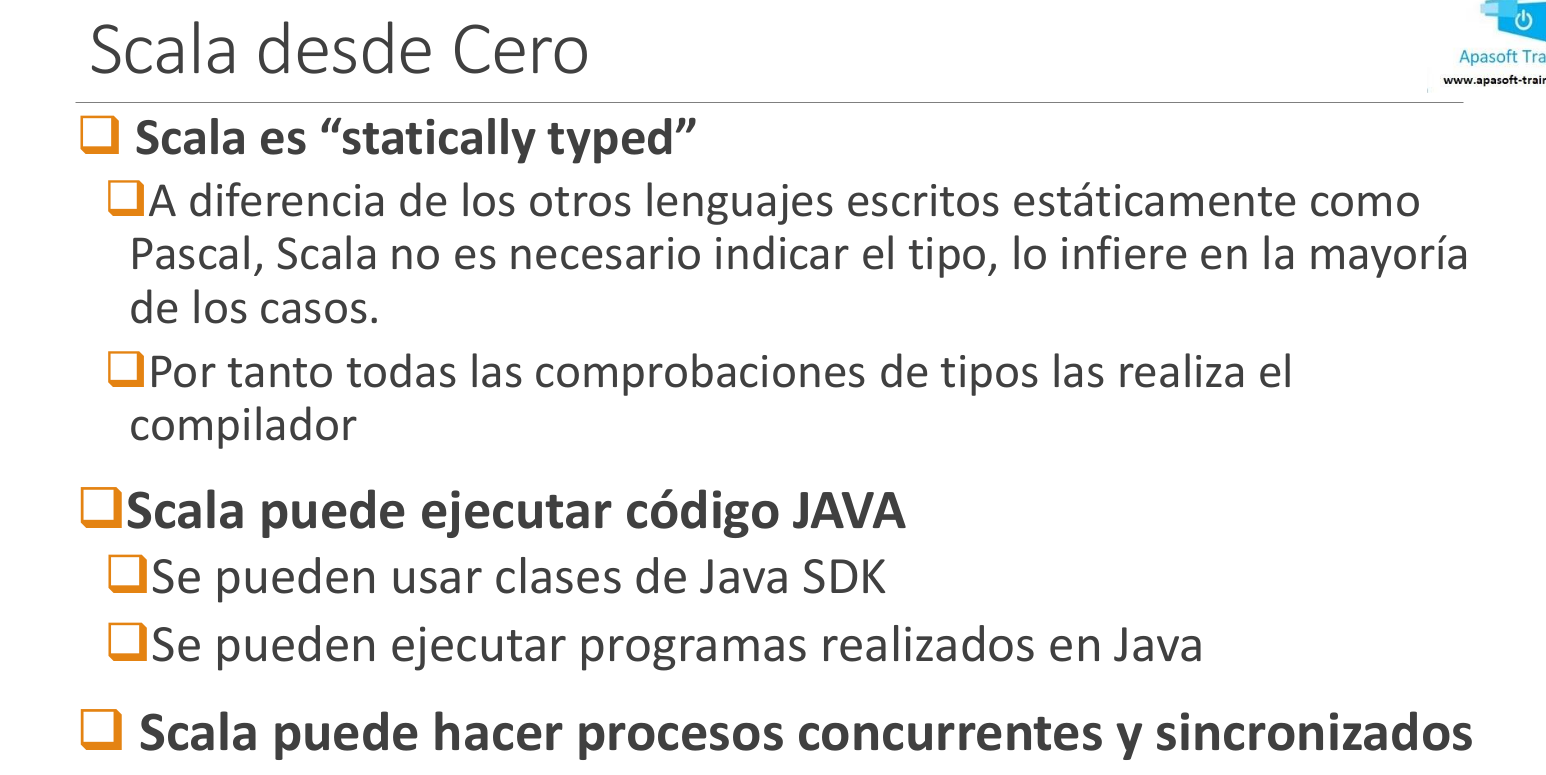 Scala desde Cero
Apasoft Tra
www.apasoft-trair
Scala es “statically typed”
A diferencia de los otros lenguajes escritos estáticamente como
Pascal, Scala no es necesario indicar el tipo, lo infiere en la mayoría
de los casos.
Por tanto todas las comprobaciones de tipos las realiza el
compilador
Scala puede ejecutar código JAVA
Se pueden usar clases de Java SDK
Se pueden ejecutar programas realizados en Java
Scala puede hacer procesos concurrentes y sincronizados